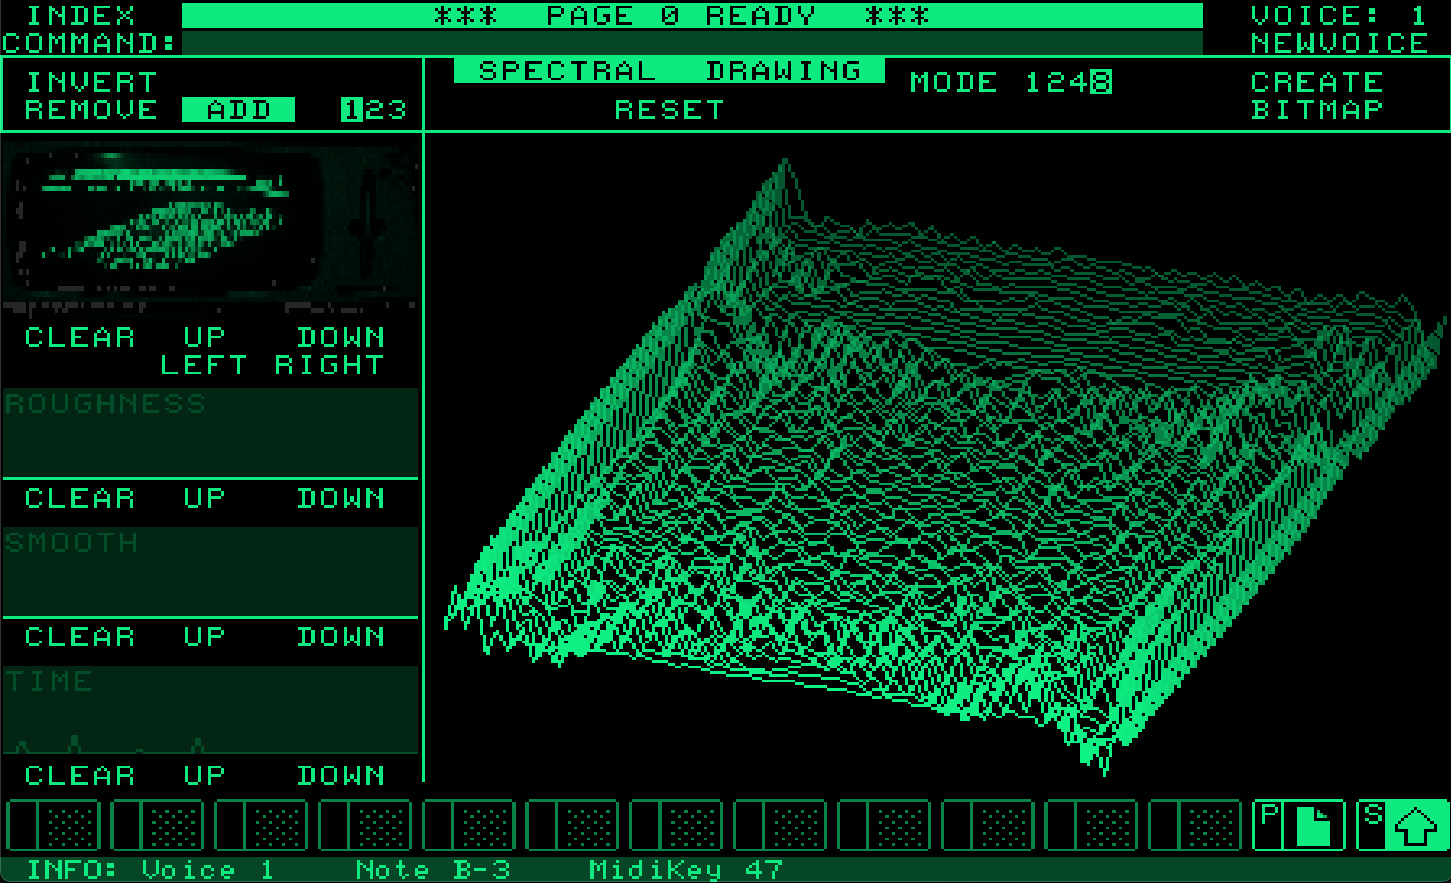 INDEX *** PAGE 0 READY *** VOICE: 1
COMMAND: NEWVOICE
INVERT SPECTRAL DRAWING MODE 1248 CREATE
REMOVE ADD 123 RESET BITMAP
CLEAR UP DOWN
LEFT RIGHT
ROUGHNESS
CLEAR UP DOWN
SMOOTH
CLEAR UP DOWN
TIME
CLEAR UP DOWN
P S
INFO: Voice 1 Note B-3 MidiKey 47